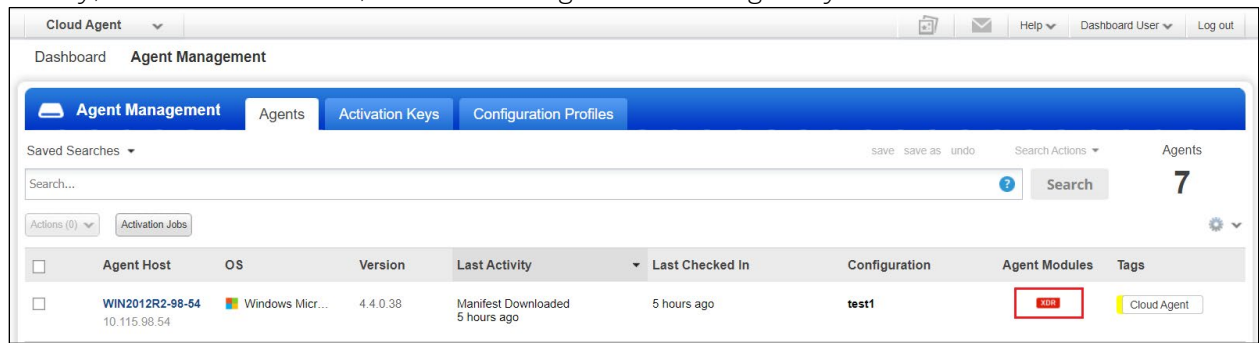 Cloud Agent Help Dashboard User Log out
Dashboard Agent Management
Agent Management Agents Activation Keys Configuration Profiles
Saved Searches save save as undo Search Actions Agents
Search... ? Search 7
Actions (0) Activation Jobs
Agent Host OS Version Last Activity Last Checked In Configuration Agent Modules Tags
WIN2012R2-98-54 Windows Micr... 4.4.0.38 Manifest Downloaded 5 hours ago test1 XDR Cloud Agent
10.115.98.54 5 hours ago